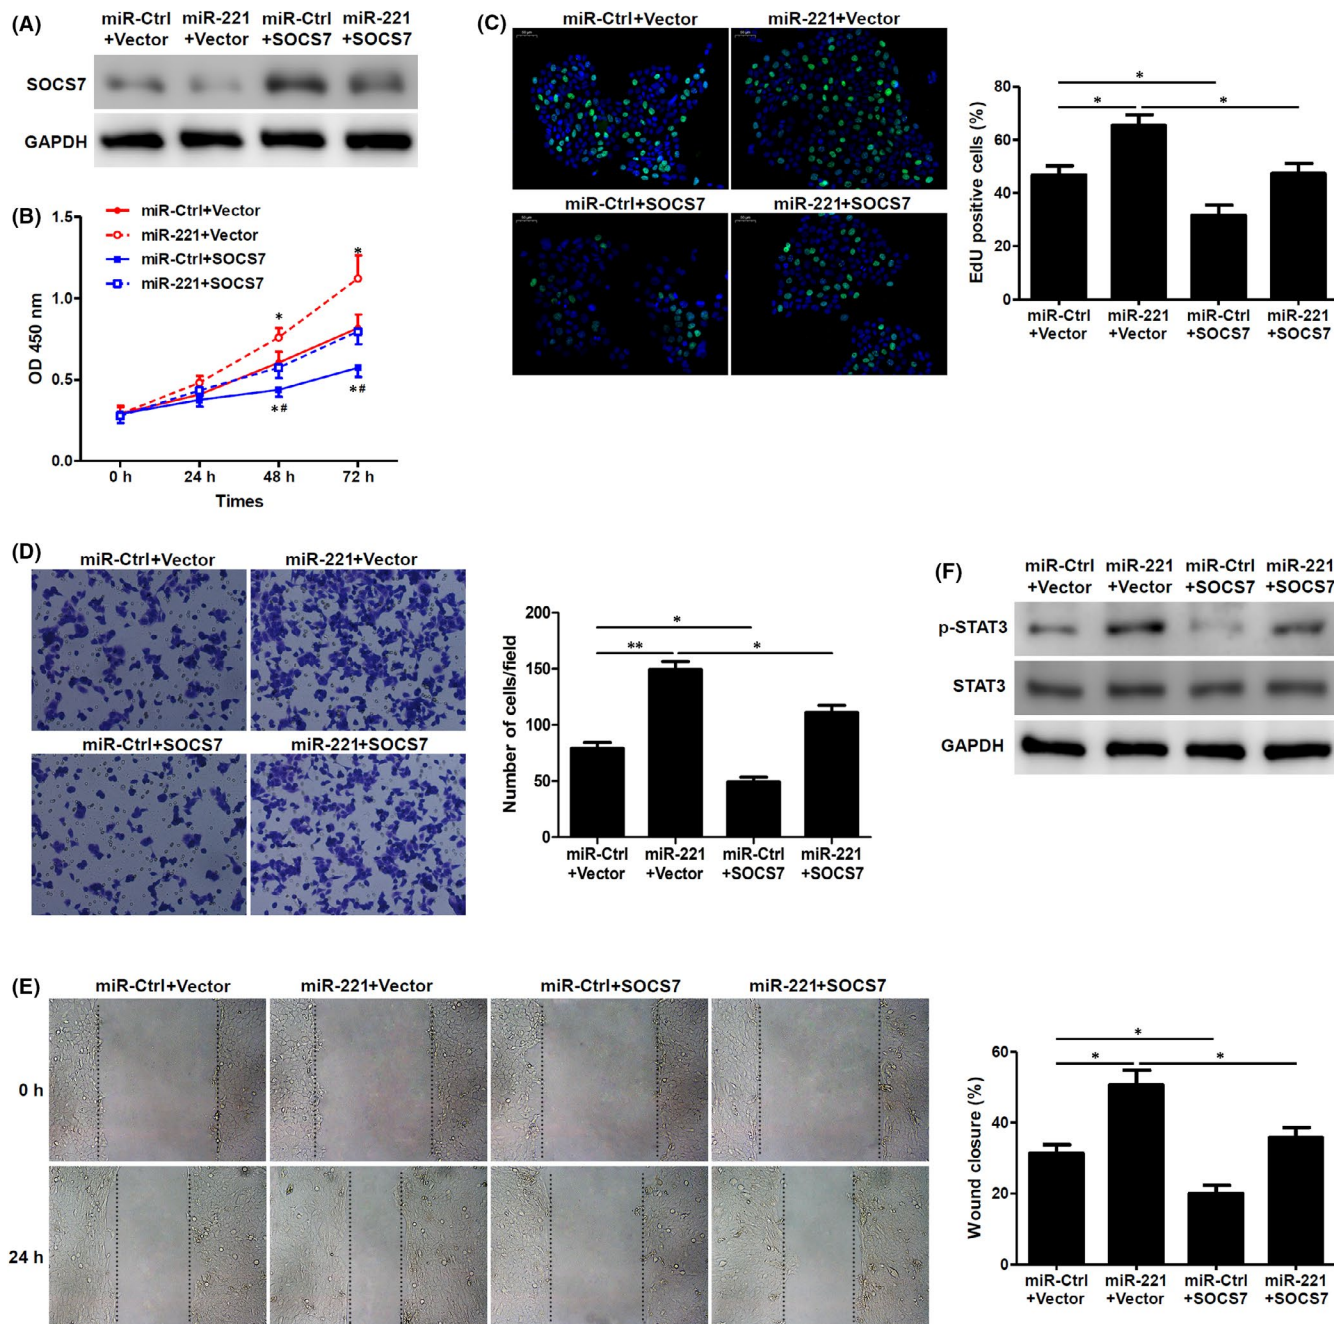 (A)
miR-Ctrl miR-221 miR-Ctrl miR-221
+Vector +Vector +SOCS7 +SOCS7
SOCS7
GAPDH
(B)
miR-Ctrl+Vector
miR-221+Vector
miR-Ctrl+SOCS7
miR-221+SOCS7
OD 450 nm
1.5
1.0
0.5
0.0
*
*
*#
*#
0 h 24 h 48 h 72 h
Times
(C)
miR-Ctrl+Vector miR-221+Vector
miR-Ctrl+SOCS7 miR-221+SOCS7
EdU positive cells (%)
80
60
40
20
0
*
* *
miR-Ctrl miR-221 miR-Ctrl miR-221
+Vector +Vector +SOCS7 +SOCS7
(D)
miR-Ctrl+Vector miR-221+Vector
miR-Ctrl+SOCS7 miR-221+SOCS7
Number of cells/field
200
150
100
50
0
*
** *
miR-Ctrl miR-221 miR-Ctrl miR-221
+Vector +Vector +SOCS7 +SOCS7
(F)
miR-Ctrl miR-221 miR-Ctrl miR-221
+Vector +Vector +SOCS7 +SOCS7
p-STAT3
STAT3
GAPDH
(E)
miR-Ctrl+Vector miR-221+Vector miR-Ctrl+SOCS7 miR-221+SOCS7
0 h
24 h
Wound closure (%)
60
40
20
0
*
* *
miR-Ctrl miR-221 miR-Ctrl miR-221
+Vector +Vector +SOCS7 +SOCS7